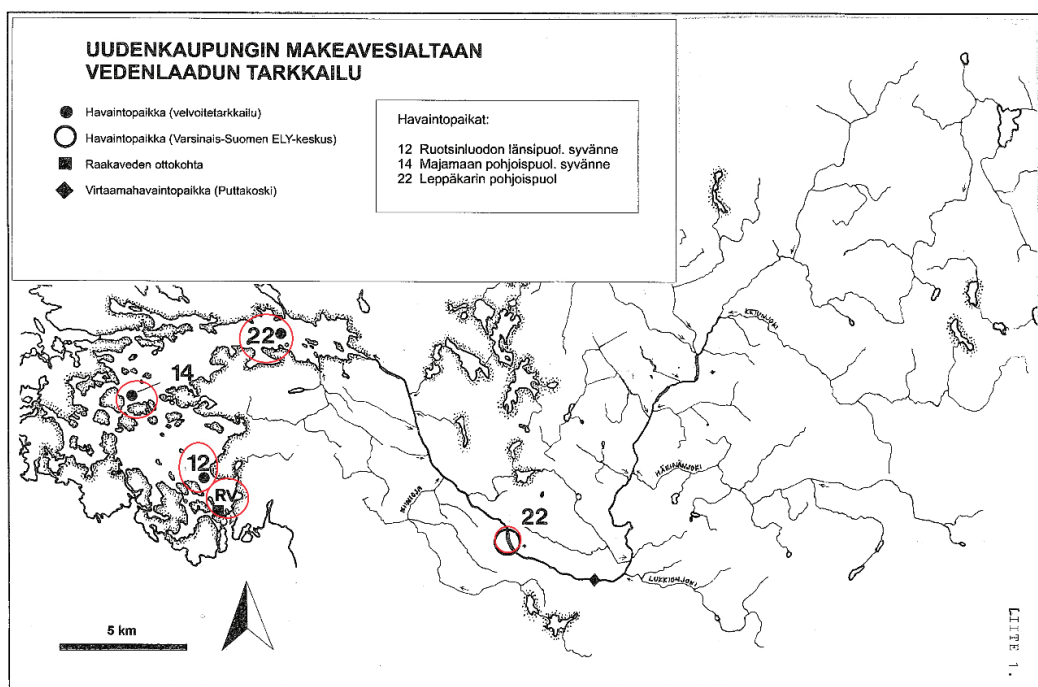 UUDENKAUPUNGIN MAKEAVESIALTAAN
VEDENLAADUN TARKKAILU
Havaintopaikka (velvoitetarkkailu)
Havaintopaikka (Varsinais-Suomen ELY-keskus)
Raakaveden ottokohta
Virtaamahavaintopaikka (Puttakoski)
Havaintopaikat:
12 Ruotsinluodon länsipuol. syvänne
14 Majamaan pohjoispuol. syvänne
22 Leppäkarin pohjoispuol
22
14
12
RV
22
LUKKIONJOKI
5 km
LIITE 1.